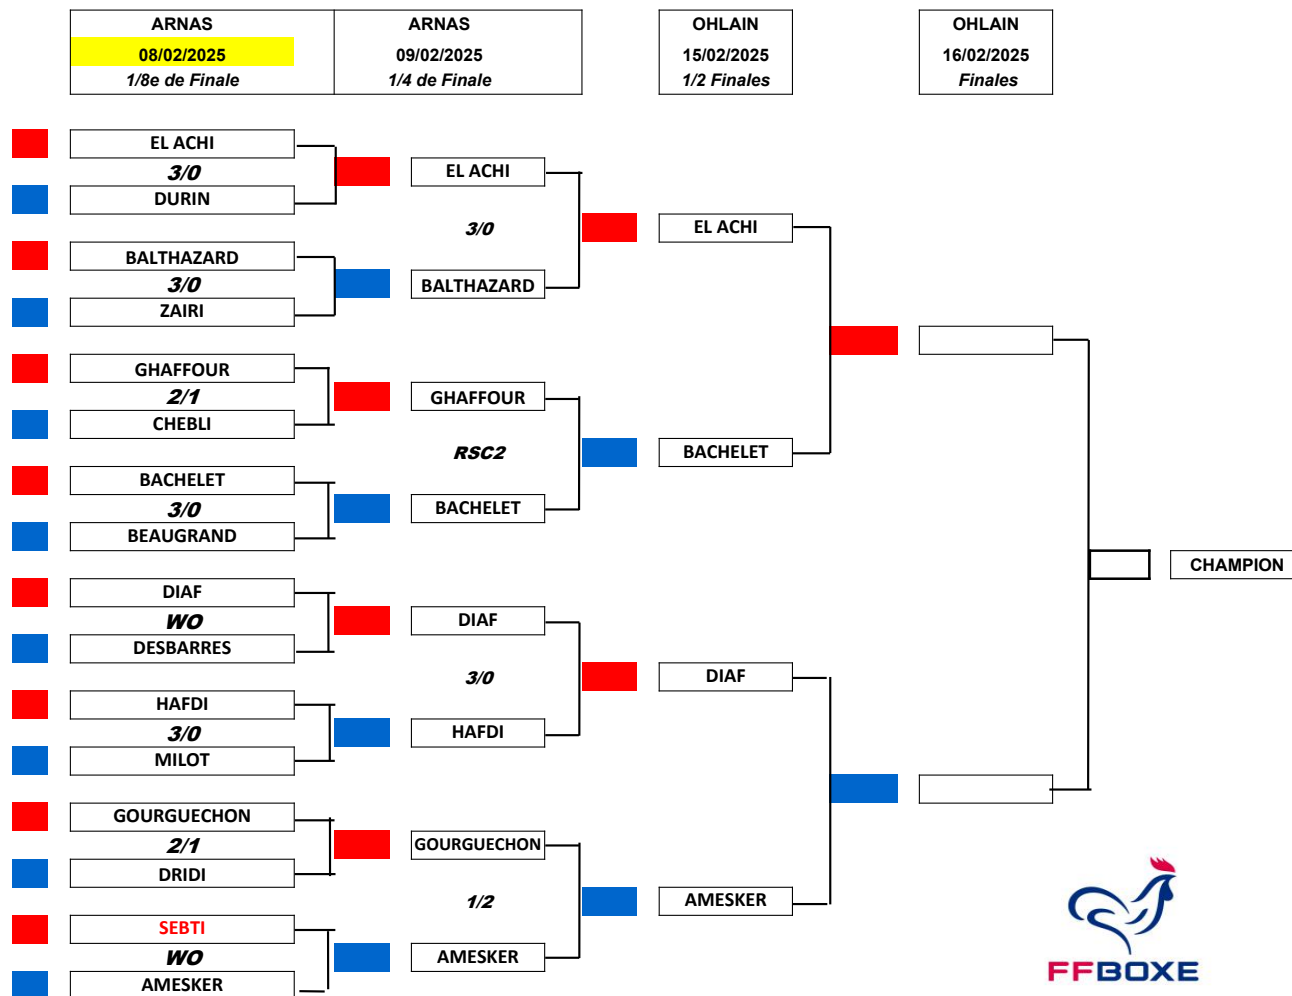 ARNAS
08/02/2025
1/8e de Finale
ARNAS
09/02/2025
1/4 de Finale
OHLAIN
15/02/2025
1/2 Finales
OHLAIN
16/02/2025
Finales
EL ACHI
3/0
DURIN
BALTHAZARD
3/0
ZAIRI
GHAFFOUR
2/1
CHEBLI
BACHELET
3/0
BEAUGRAND
DIAF
WO
DESBARRES
HAFDI
3/0
MILOT
GOURGUECHON
2/1
DRIDI
SEBTI
WO
AMESKER
EL ACHI
3/0
BALTHAZARD
GHAFFOUR
RSC2
BACHELET
DIAF
3/0
HAFDI
GOURGUECHON
1/2
AMESKER
EL ACHI
BACHELET
DIAF
AMESKER
CHAMPION
FFBOXE